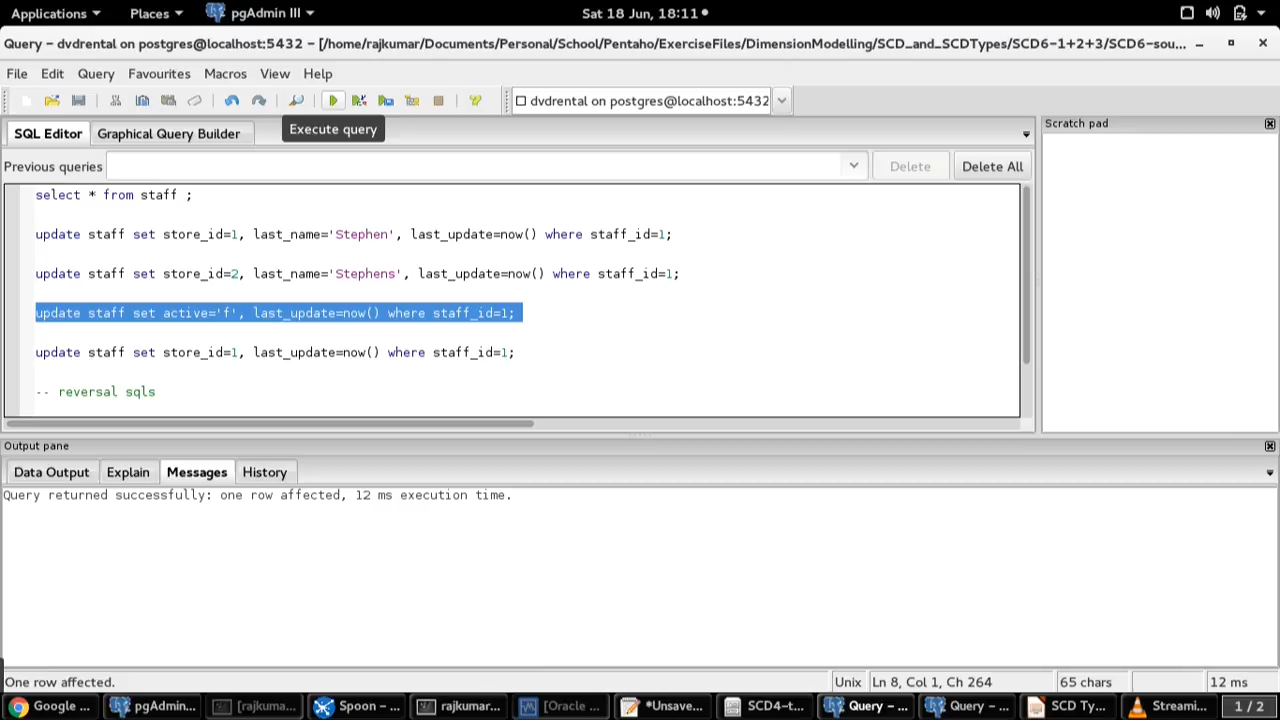 Applications Places pgAdmin III Sat 18 Jun, 18:11
Query – dvdrental on postgres@localhost:5432 – [/home/rajkumar/Documents/Personal/School/Pentaho/ExerciseFiles/DimensionModelling/SCD_and_SCDTypes/SCD6-1+2+3/SCD6-sou...
File Edit Query Favourites Macros View Help
dvdrental on postgres@localhost:5432
Execute query
SQL Editor Graphical Query Builder
Scratch pad
Previous queries Delete Delete All
select * from staff ;
update staff set store_id=1, last_name='Stephen', last_update=now() where staff_id=1;
update staff set store_id=2, last_name='Stephens', last_update=now() where staff_id=1;
update staff set active='f', last_update=now() where staff_id=1;
update staff set store_id=1, last_update=now() where staff_id=1;
-- reversal sqls
Output pane
Data Output Explain Messages History
Query returned successfully: one row affected, 12 ms execution time.
One row affected. Unix Ln 8, Col 1, Ch 264 65 chars 12 ms
Google ... pgAdmin... [rajkuma... Spoon – ... rajkumar... [Oracle ... *Unsave... SCD4–t... Query – ... Query – ... SCD Ty... Streami... 1 / 2